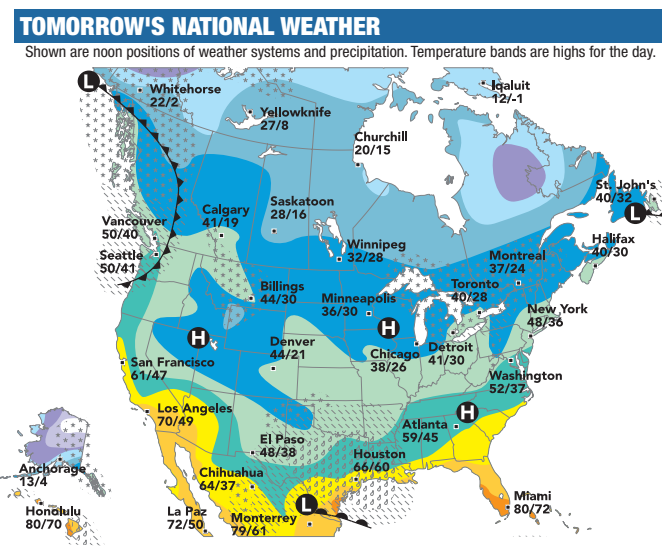 TOMORROW'S NATIONAL WEATHER
Shown are noon positions of weather systems and precipitation. Temperature bands are highs for the day.
L
Whitehorse
22/2
Iqaluit
12/-1
Yellowknife
27/8
Churchill
20/15
St. John's
40/32
L
Saskatoon
28/16
Calgary
41/19
Vancouver
50/40
Halifax
40/30
Winnipeg
32/28
Montreal
37/24
Seattle
50/41
Toronto
40/28
Billings
44/30
Minneapolis
36/30
New York
48/36
H
H
Denver
44/21
Chicago
38/26
Detroit
41/30
San Francisco
61/47
Washington
52/37
Los Angeles
70/49
H
Atlanta
59/45
El Paso
48/38
Houston
66/60
Anchorage
13/4
Chihuahua
64/37
Miami
80/72
L
Honolulu
80/70
La Paz
72/50
Monterrey
79/61